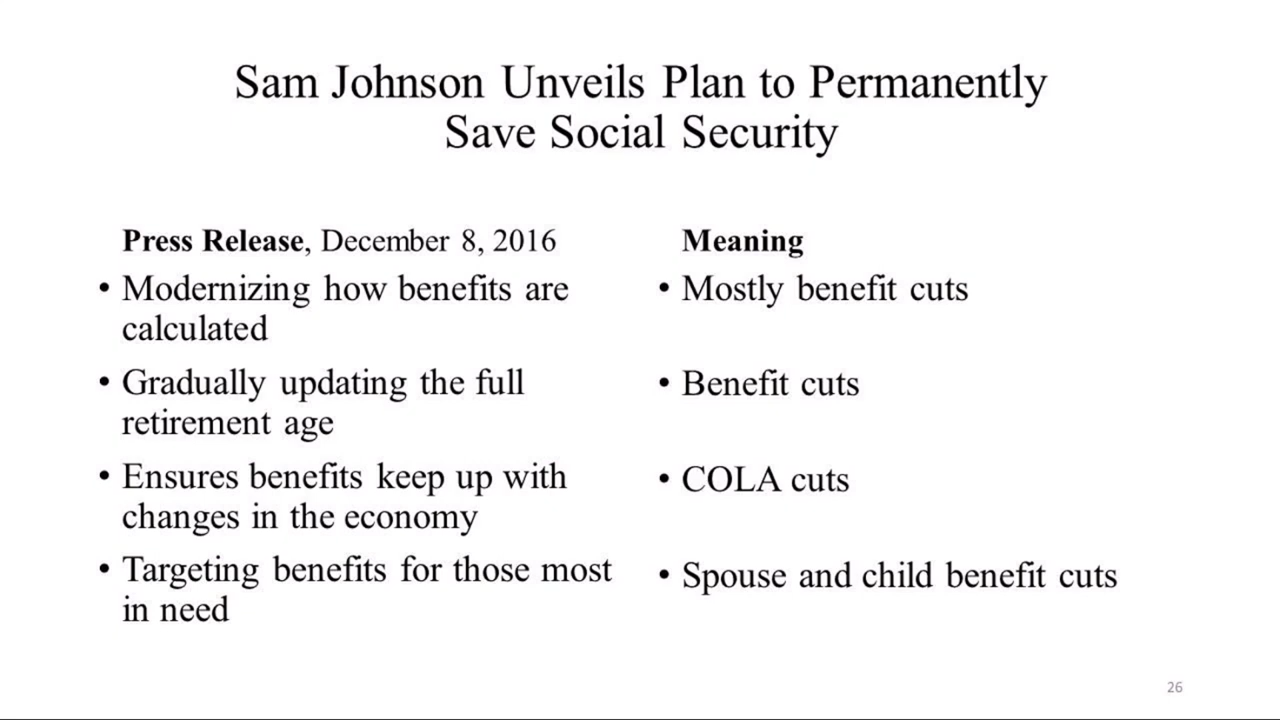 Sam Johnson Unveils Plan to Permanently
Save Social Security
Press Release, December 8, 2016
• Modernizing how benefits are
calculated
• Gradually updating the full
retirement age
• Ensures benefits keep up with
changes in the economy
• Targeting benefits for those most
in need
Meaning
• Mostly benefit cuts
• Benefit cuts
• COLA cuts
• Spouse and child benefit cuts
26